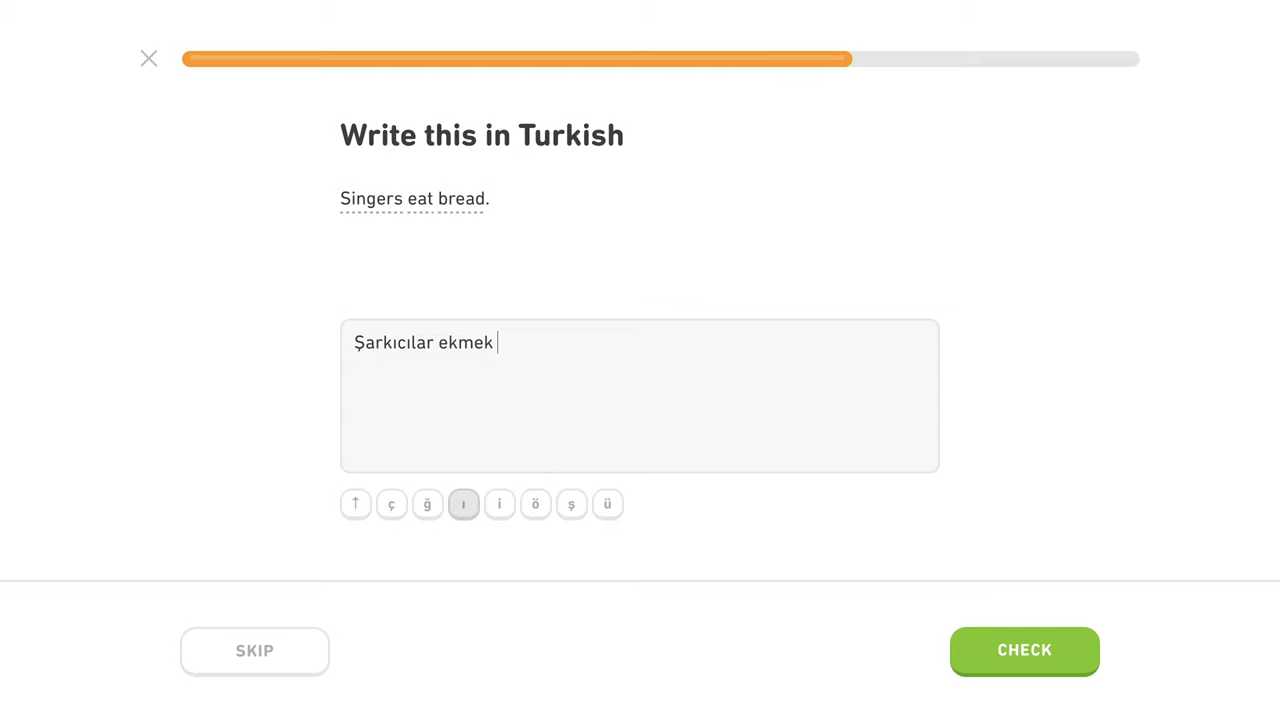 Write this in Turkish
Singers eat bread.
Şarkıcılar ekmek
↑ ç ğ ı i ö ş ü
SKIP
CHECK